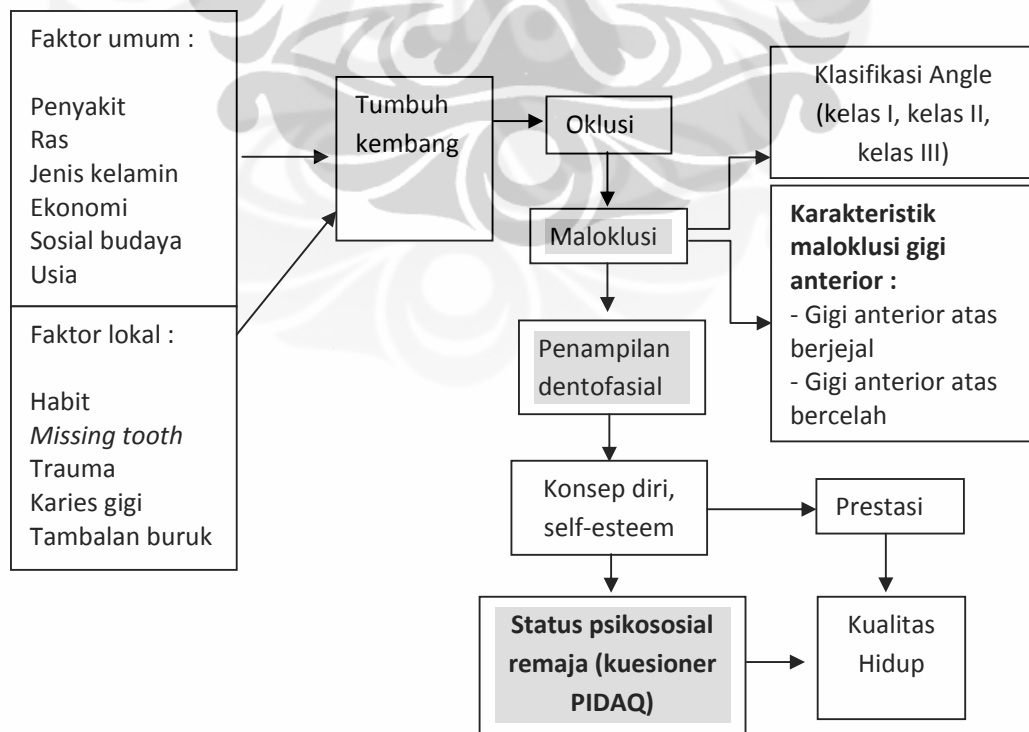 Faktor umum :
Penyakit
Ras
Jenis kelamin
Ekonomi
Sosial budaya
Usia
Faktor lokal :
Habit
Missing tooth
Trauma
Karies gigi
Tambalan buruk
Tumbuh
kembang
Oklusi
Maloklusi
Klasifikasi Angle
(kelas I, kelas II,
kelas III)
Karakteristik
maloklusi gigi
anterior :
- Gigi anterior atas
berjejal
- Gigi anterior atas
bercelah
Penampilan
dentofasial
Konsep diri,
self-esteem
Prestasi
Status psikososial
remaja (kuesioner
PIDAQ)
Kualitas
Hidup